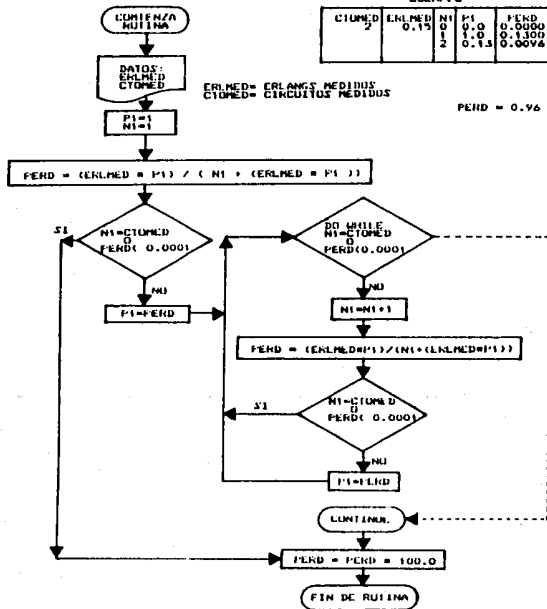 COMIENZA
RUTINA
CTOMED ERLMED N1 P1 PERD
2 0.15 0 0.0 0.0000
1 1.0 0.1300
2 0.13 0.0096
DATOS:
ERLMED
CTOMED
ERLMED= ERLANGS MEDIDOS
CTOMED= CIRCUITOS MEDIDOS
PERD = 0.96
P1=1
N1=1
PERD = (ERLMED * P1) / ( N1 + (ERLMED * P1 ))
SI
N1=CTOMED
O
PERD( 0.0001
NO
P1=PERD
DO WHILE
N1=CTOMED
O
PERD(0.0001
NO
N1=N1+1
PERD = (ERLMED*P1)/(N1+(ERLMED*P1))
SI
N1=CTOMED
O
PERD( 0.0001
NO
P1=PERD
CONTINUE
PERD = PERD * 100.0
FIN DE RUTINA